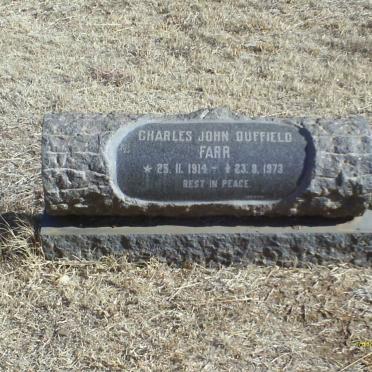 CHARLES JOHN DUFFIELD
FARR
* 25. 11. 1914 - ✝ 23. 8. 1973
REST IN PEACE